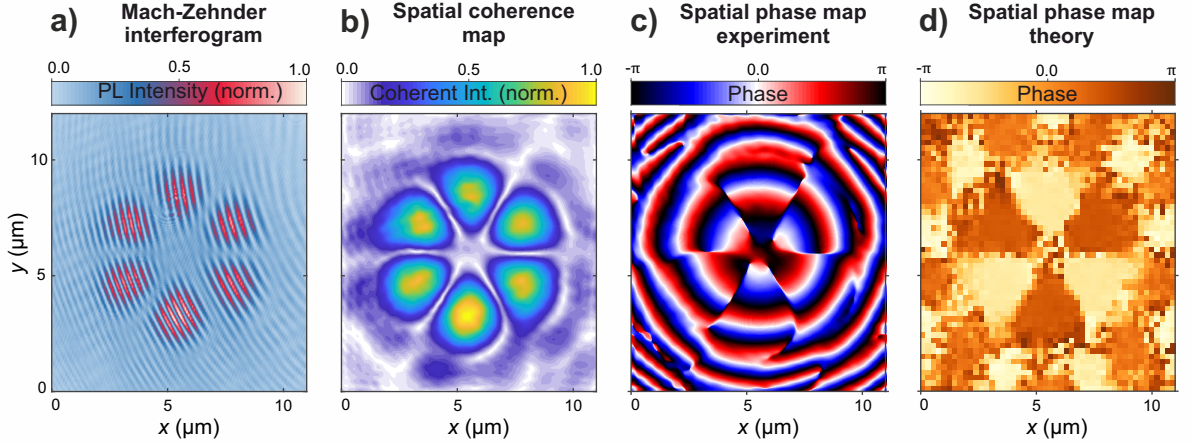 a) Mach-Zehnder
interferogram
0.0 0.5 1.0
PL Intensity (norm.)
y (μm)
10
5
0
0 5 10
x (μm)
b) Spatial coherence
map
0.0 0.5 1.0
Coherent Int. (norm.)
0 5 10
x (μm)
c) Spatial phase map
experiment
-π 0.0 π
Phase
0 5 10
x (μm)
d) Spatial phase map
theory
-π 0.0 π
Phase
0 5 10
x (μm)